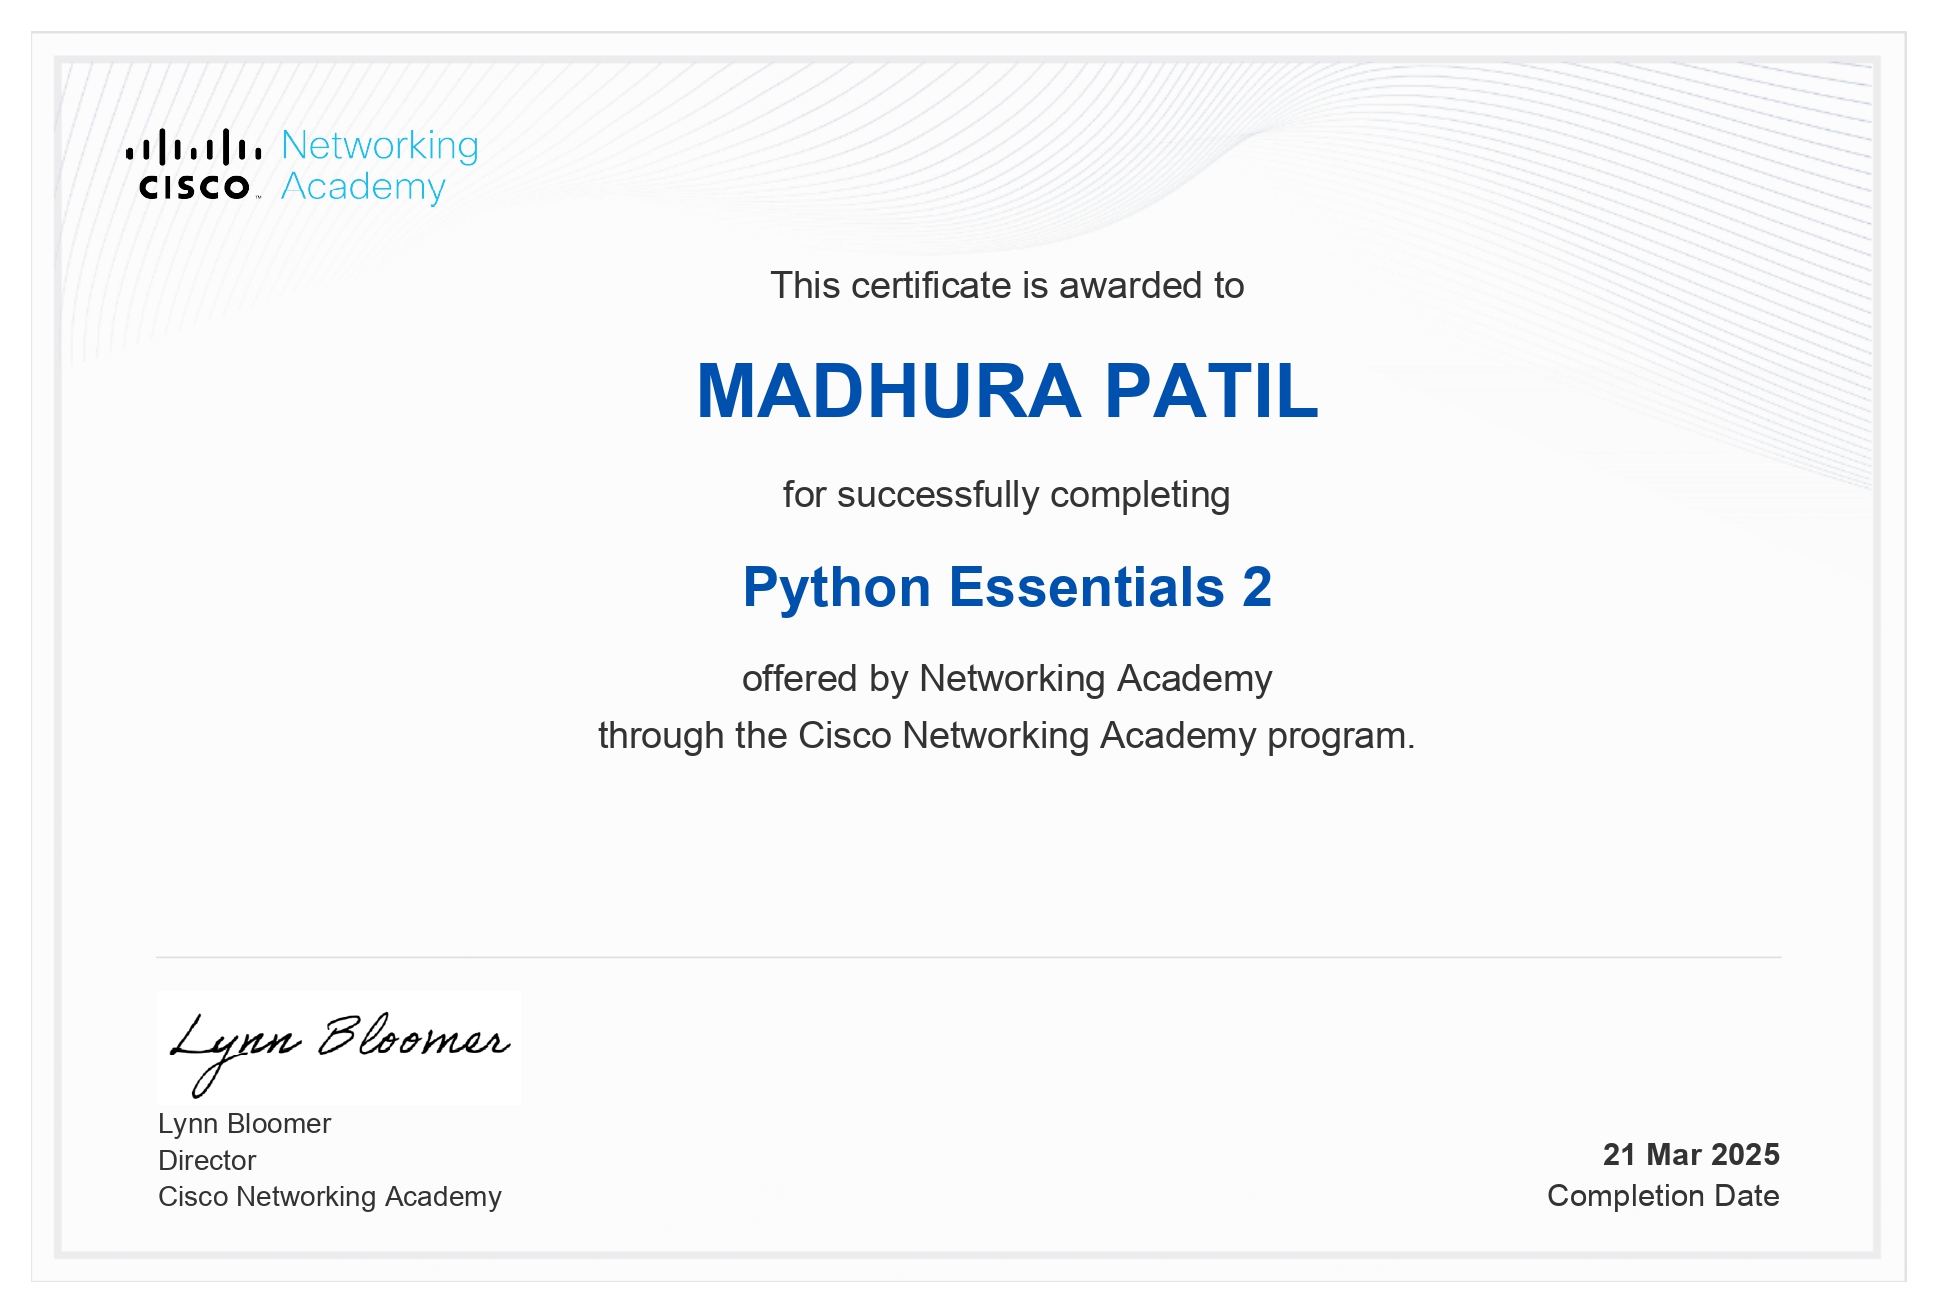 Networking
CISCO™ Academy
This certificate is awarded to
MADHURA PATIL
for successfully completing
Python Essentials 2
offered by Networking Academy
through the Cisco Networking Academy program.
Lynn Bloomer
Lynn Bloomer
Director
Cisco Networking Academy
21 Mar 2025
Completion Date